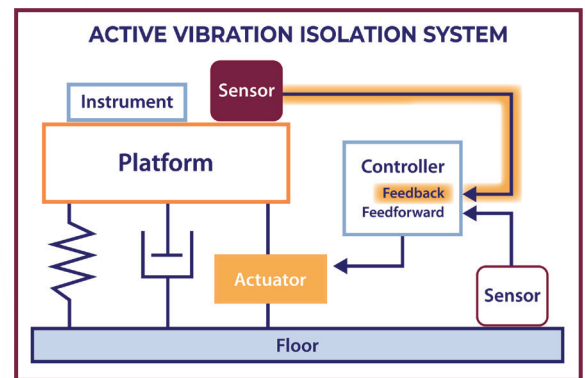 ACTIVE VIBRATION ISOLATION SYSTEM
Sensor
Instrument
Platform
Controller
Feedback
Feedforward
Actuator
Sensor
Floor